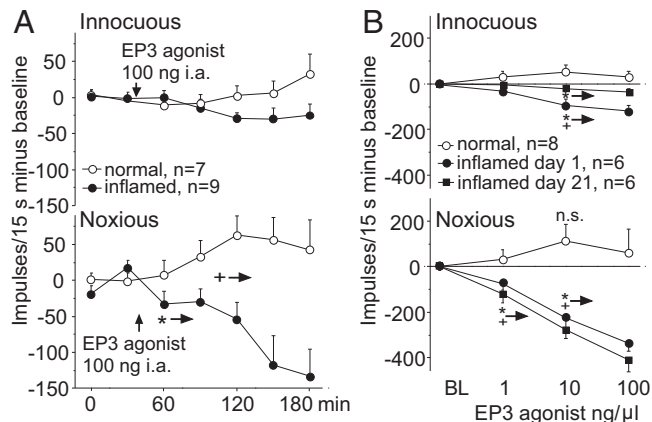 A
Innocuous
Impulses/15 s minus baseline
50
25
0
-25
-50
-100
-150
EP3 agonist
100 ng i.a.
normal, n=7
inflamed, n=9
Noxious
50
0
-50
-100
-150
+
*
EP3 agonist
100 ng i.a.
0
60
120
180 min
B
Innocuous
Impulses/15 s minus baseline
200
0
-200
-400
*
*
+
normal, n=8
inflamed day 1, n=6
inflamed day 21, n=6
Noxious
200
0
-200
-400
n.s.
*
+
*
+
BL
1
10
100
EP3 agonist ng/µl